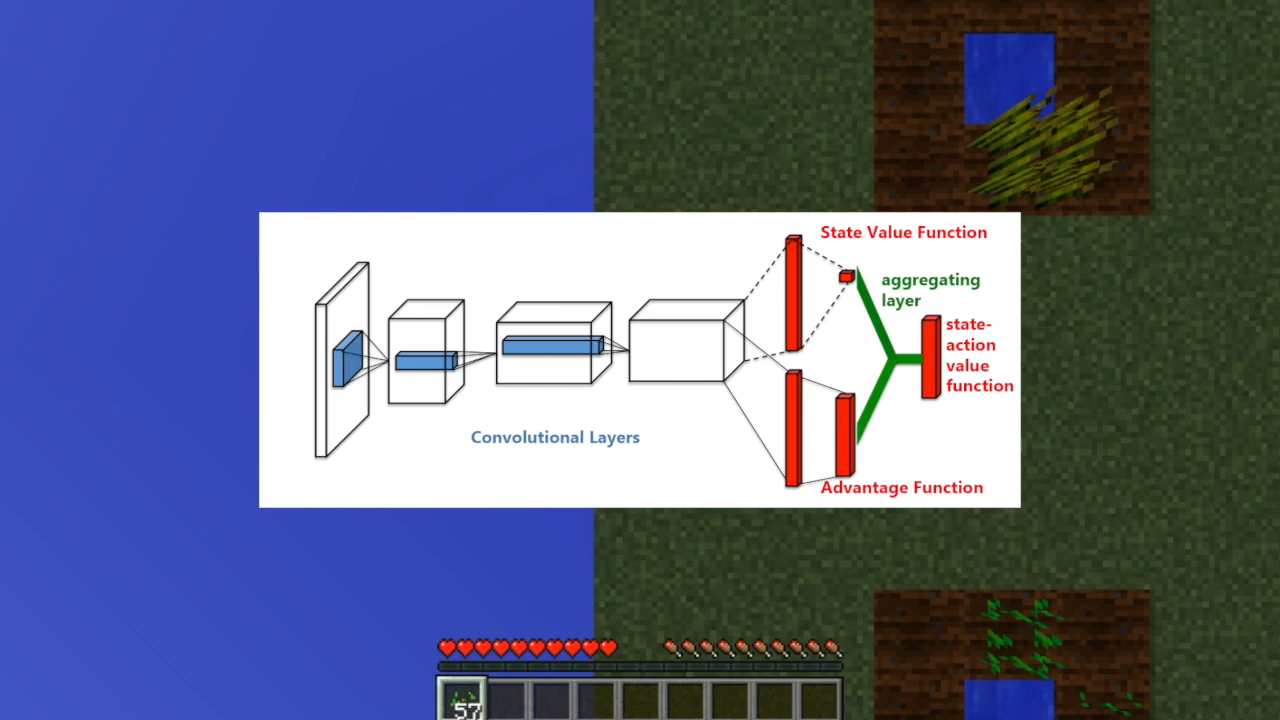 State Value Function
aggregating
layer
state-
action
value
function
Convolutional Layers
Advantage Function
57